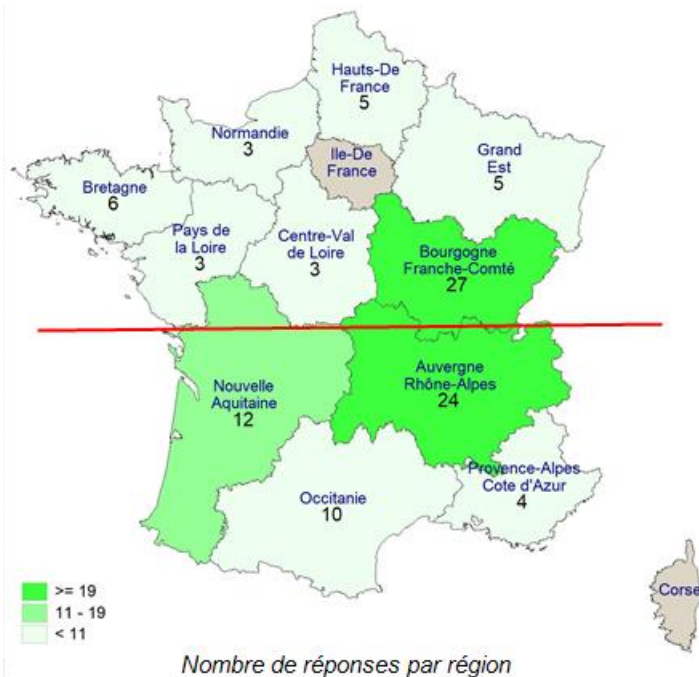 Hauts-De
France
5
Normandie
3
Ile-De
France
Grand
Est
5
Bretagne
6
Pays de
la Loire
3
Centre-Val
de Loire
3
Bourgogne
Franche-Comté
27
Nouvelle
Aquitaine
12
Auvergne
Rhône-Alpes
24
Occitanie
10
Provence-Alpes
Cote d'Azur
4
Corse
>= 19
11 - 19
< 11
Nombre de réponses par région